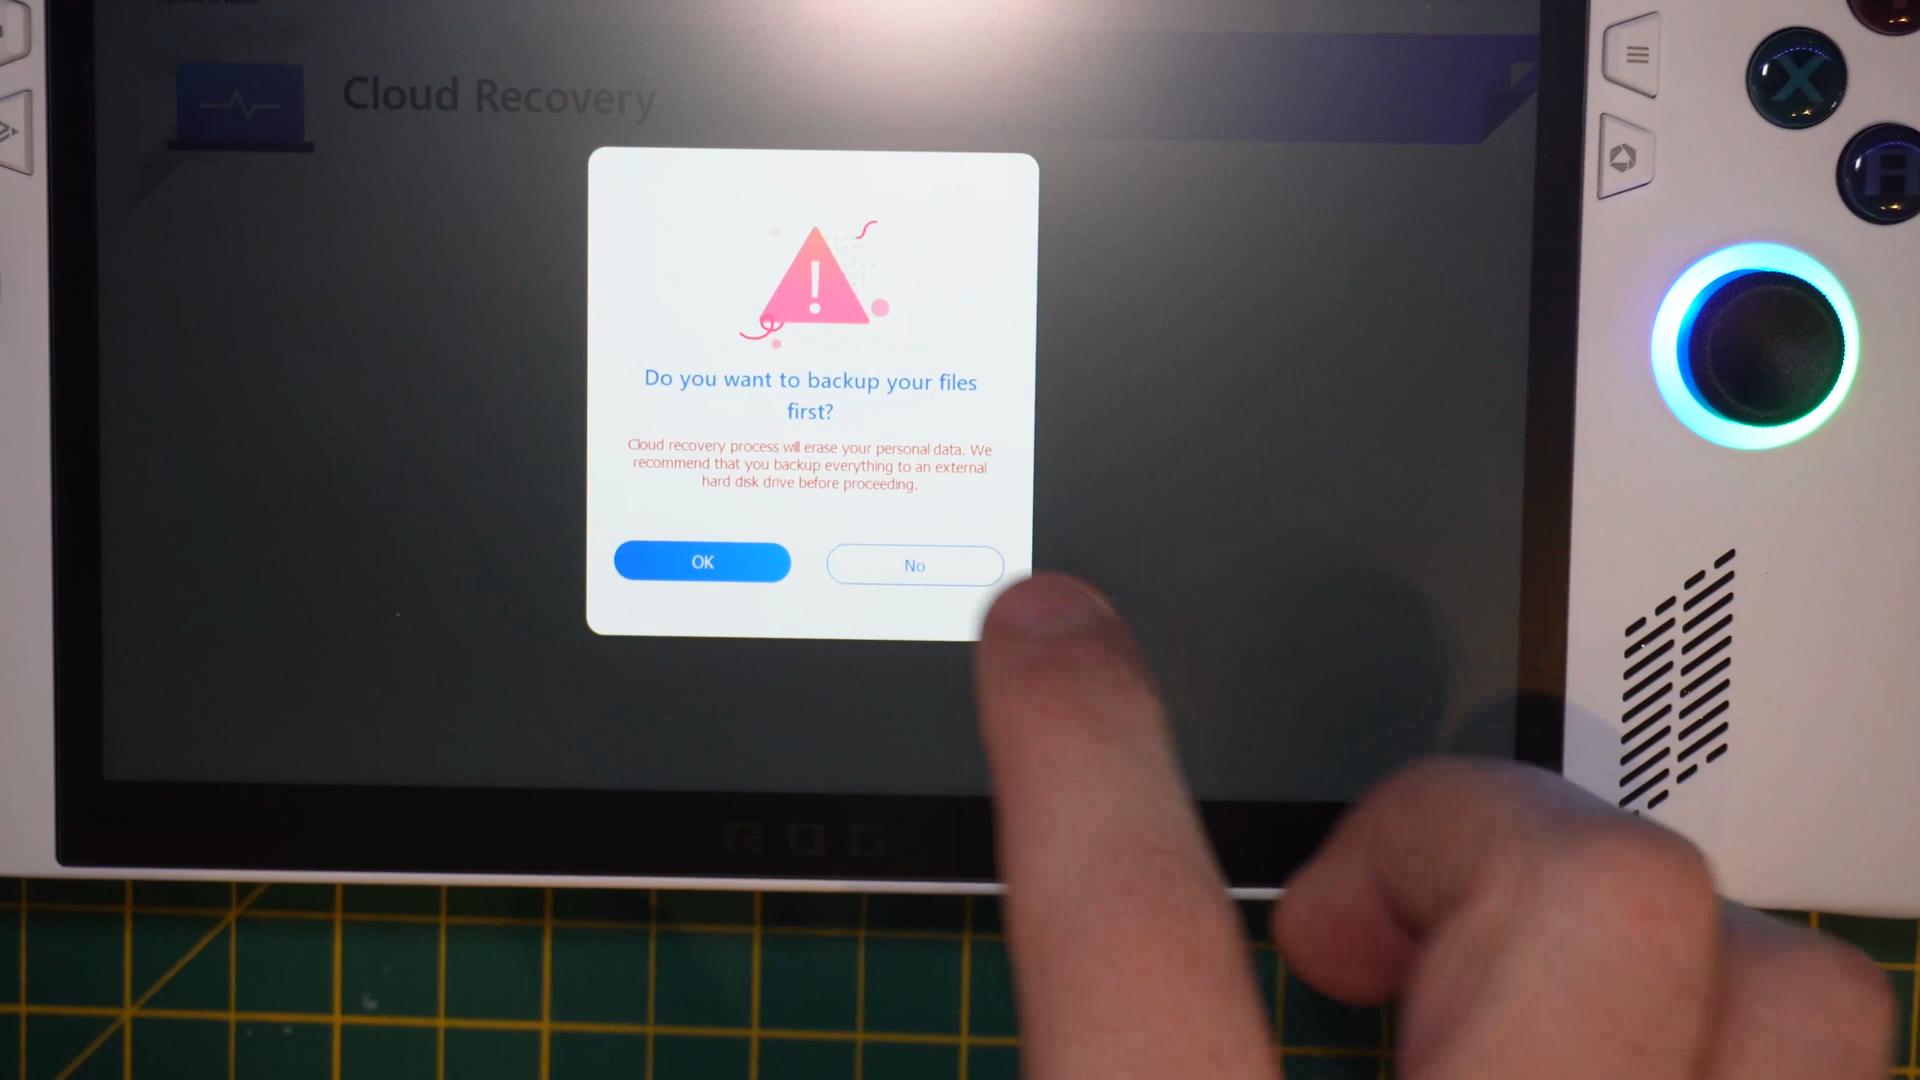 Cloud Recovery
X
A
Do you want to backup your files
first?
Cloud recovery process will erase your personal data. We
recommend that you backup everything to an external
hard disk drive before proceeding.
OK
No
ROG